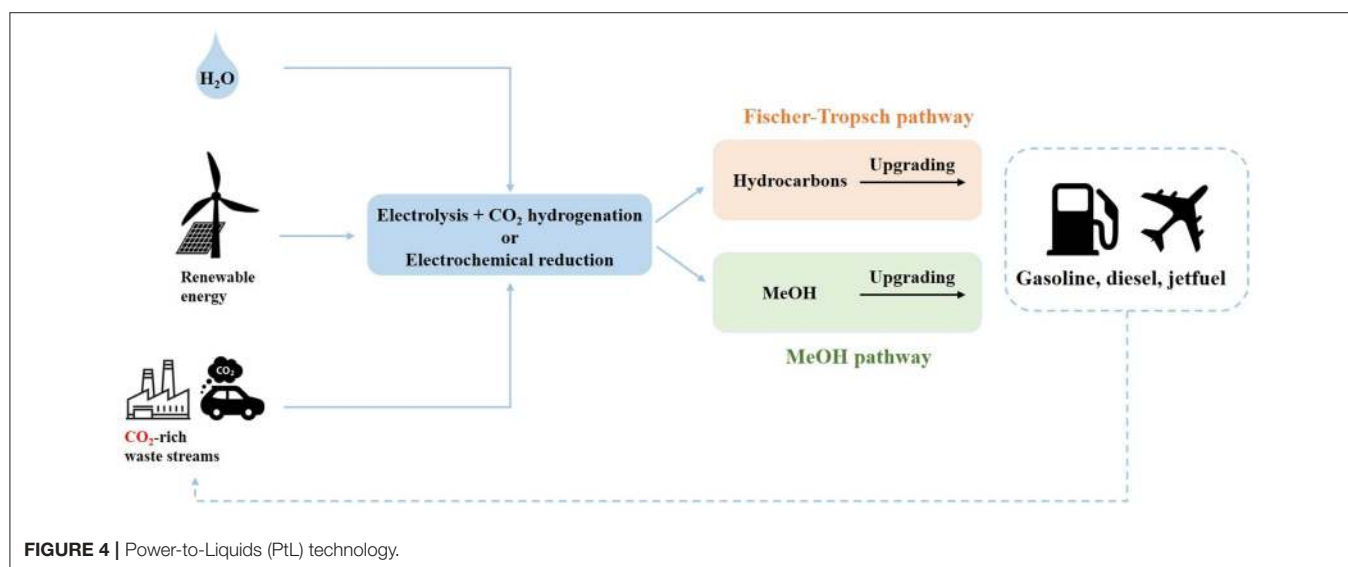 H₂O
Renewable
energy
CO₂
CO₂-rich
waste streams
Electrolysis + CO₂ hydrogenation
or
Electrochemical reduction
Fischer-Tropsch pathway
Hydrocarbons
Upgrading
MeOH
Upgrading
MeOH pathway
Gasoline, diesel, jetfuel
FIGURE 4 | Power-to-Liquids (PtL) technology.